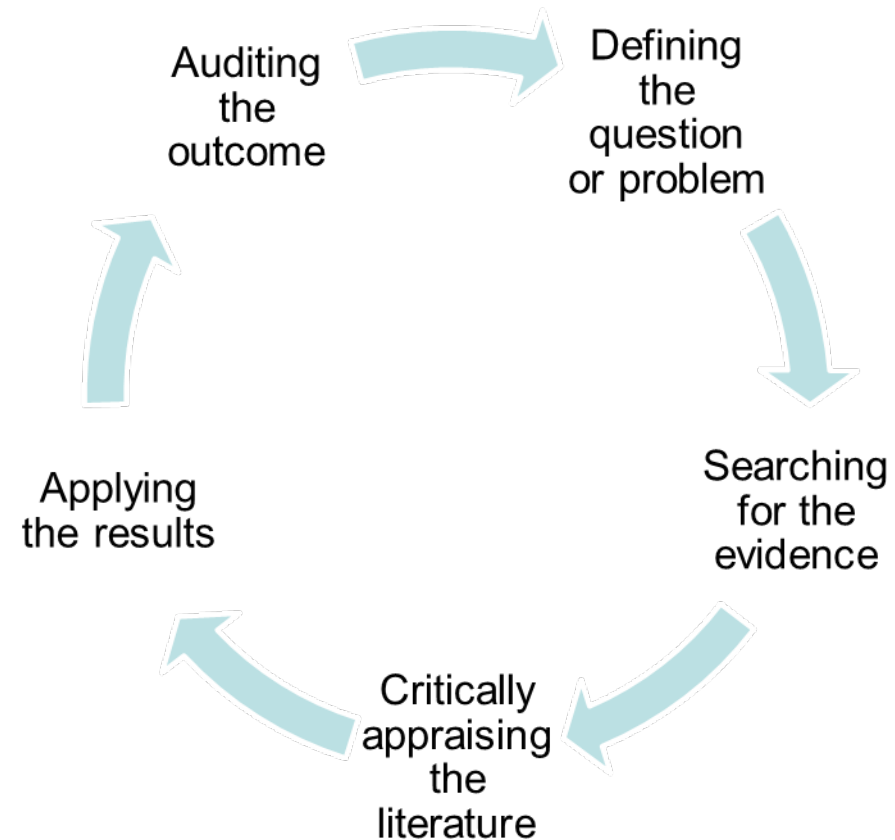 Auditing
the
outcome
Defining
the
question
or problem
Searching
for the
evidence
Critically
appraising
the
literature
Applying
the results